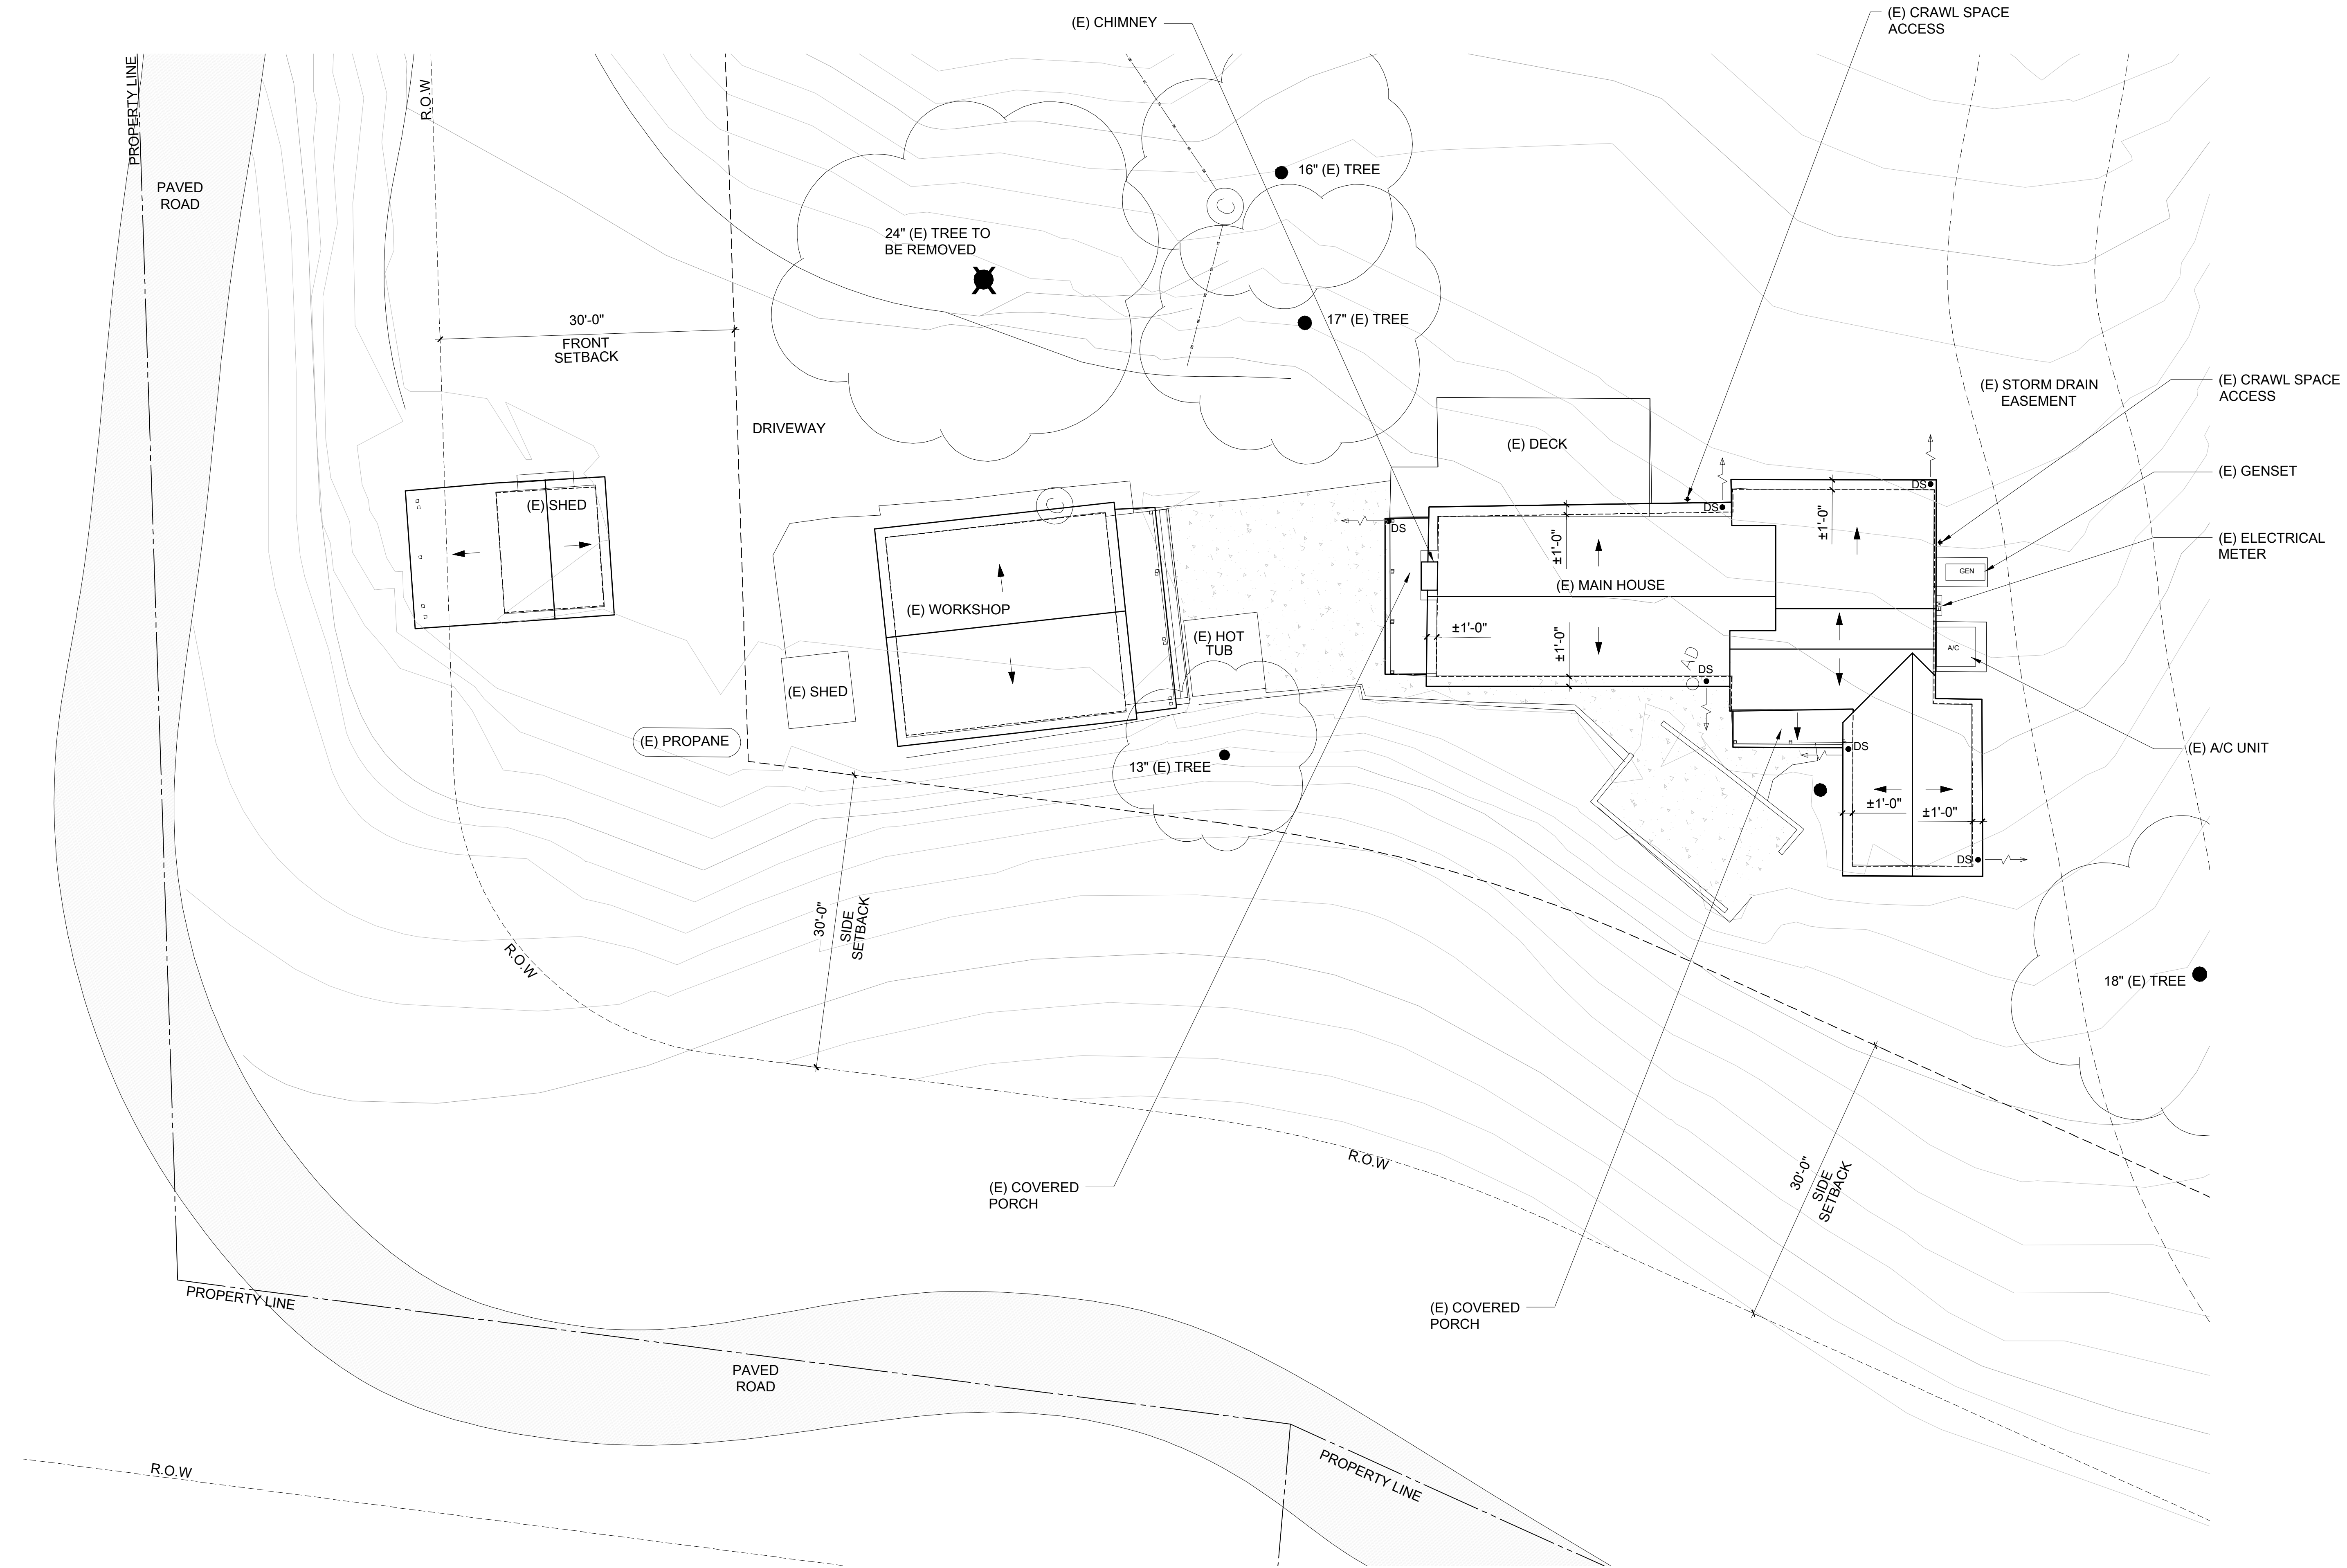 (E) CHIMNEY
(E) CRAWL SPACE
ACCESS
PROPERTY LINE
R.O.W
PAVED
ROAD
16" (E) TREE
24" (E) TREE TO
BE REMOVED
C
30'-0"
FRONT
SETBACK
17" (E) TREE
(E) STORM DRAIN
EASEMENT
(E) CRAWL SPACE
ACCESS
DRIVEWAY
(E) DECK
(E) GENSET
(E) SHED
C
DS
DS
DS
±1'-0"
±1'-0"
(E) ELECTRICAL
METER
GEN
(E) MAIN HOUSE
(E) WORKSHOP
(E) HOT
TUB
±1'-0"
±1'-0"
A/C
AD
DS
(E) SHED
(E) PROPANE
DS
(E) A/C UNIT
13" (E) TREE
±1'-0"
±1'-0"
DS
30'-0"
SIDE
SETBACK
R.O.W
18" (E) TREE
R.O.W
30'-0"
SIDE
SETBACK
(E) COVERED
PORCH
PROPERTY LINE
(E) COVERED
PORCH
PAVED
ROAD
R.O.W
PROPERTY LINE